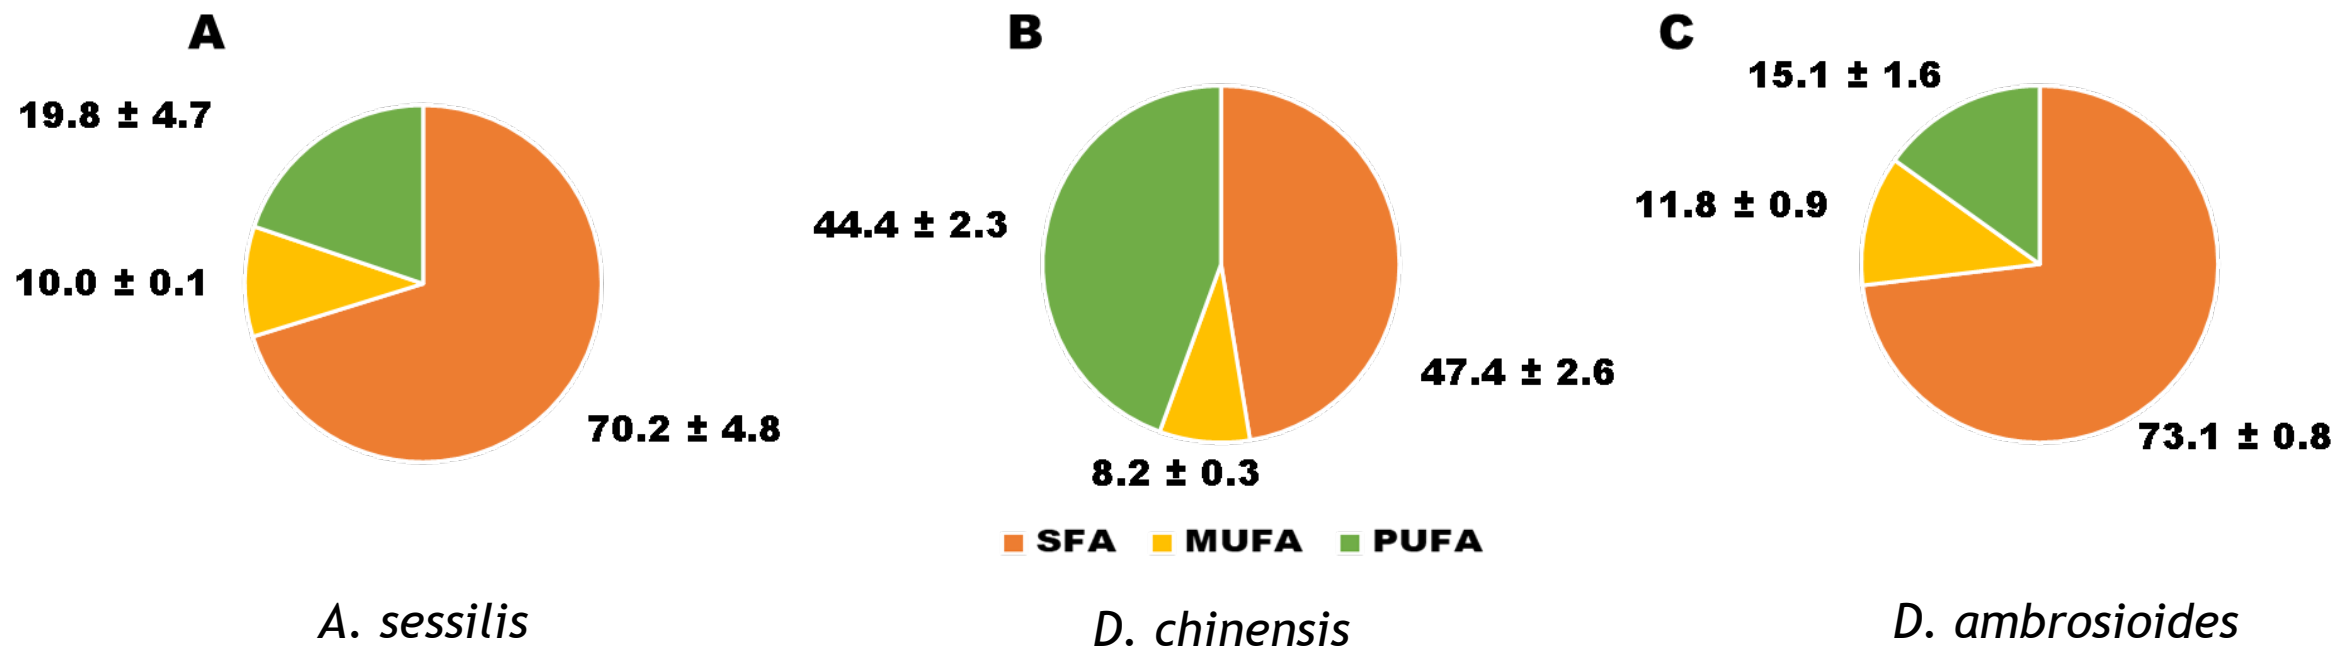 A
19.8 ± 4.7
10.0 ± 0.1
70.2 ± 4.8
A. sessilis
B
44.4 ± 2.3
47.4 ± 2.6
8.2 ± 0.3
SFA MUFA PUFA
D. chinensis
C
15.1 ± 1.6
11.8 ± 0.9
73.1 ± 0.8
D. ambrosioides